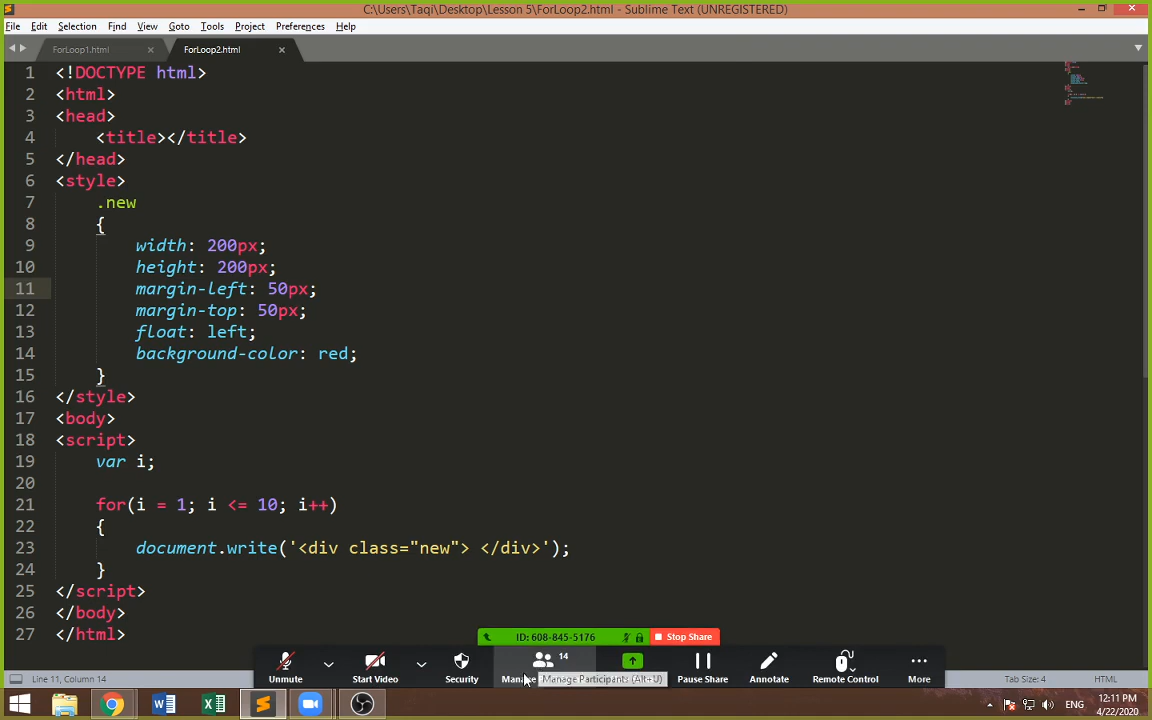 C:\Users\Taqi\Desktop\Lesson 5\ForLoop2.html - Sublime Text (UNREGISTERED)
File Edit Selection Find View Goto Tools Project Preferences Help
ForLoop1.html ForLoop2.html
1 <!DOCTYPE html>
2 <html>
3 <head>
4 <title></title>
5 </head>
6 <style>
7 .new
8 {
9 width: 200px;
10 height: 200px;
11 margin-left: 50px;
12 margin-top: 50px;
13 float: left;
14 background-color: red;
15 }
16 </style>
17 <body>
18 <script>
19 var i;
20
21 for(i = 1; i <= 10; i++)
22 {
23 document.write('<div class="new"> </div>');
24 }
25 </script>
26 </body>
27 </html>
ID: 608-845-5176 Stop Share
14
Unmute Start Video Security Manage Manage Participants (Alt+U) Pause Share Annotate Remote Control More
Line 11, Column 14 Tab Size: 4 HTML
ENG 12:11 PM
4/22/2020